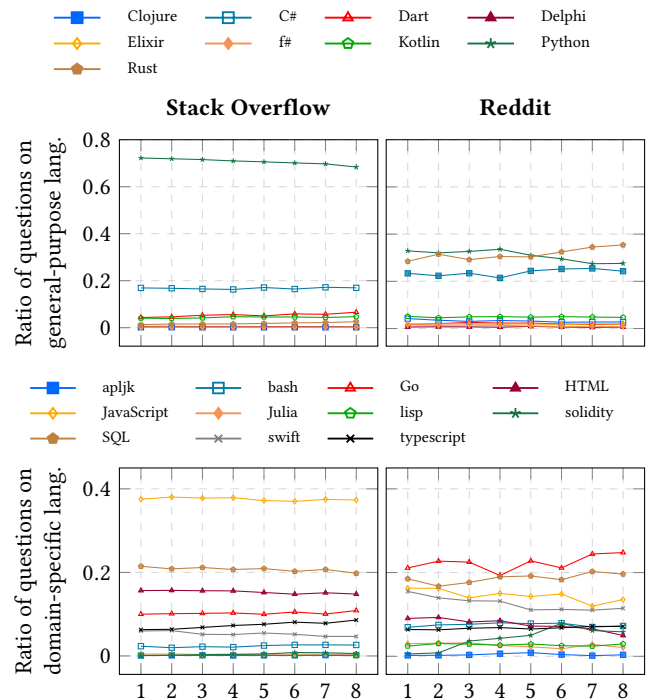 Clojure C# Dart Delphi
Elixir f# Kotlin Python
Rust
Stack Overflow Reddit
Ratio of questions on
general-purpose lang.
0.8
0.6
0.4
0.2
0
apljk bash Go HTML
JavaScript Julia lisp solidity
SQL swift typescript
Ratio of questions on
domain-specific lang.
0.4
0.2
0
1 2 3 4 5 6 7 8 1 2 3 4 5 6 7 8